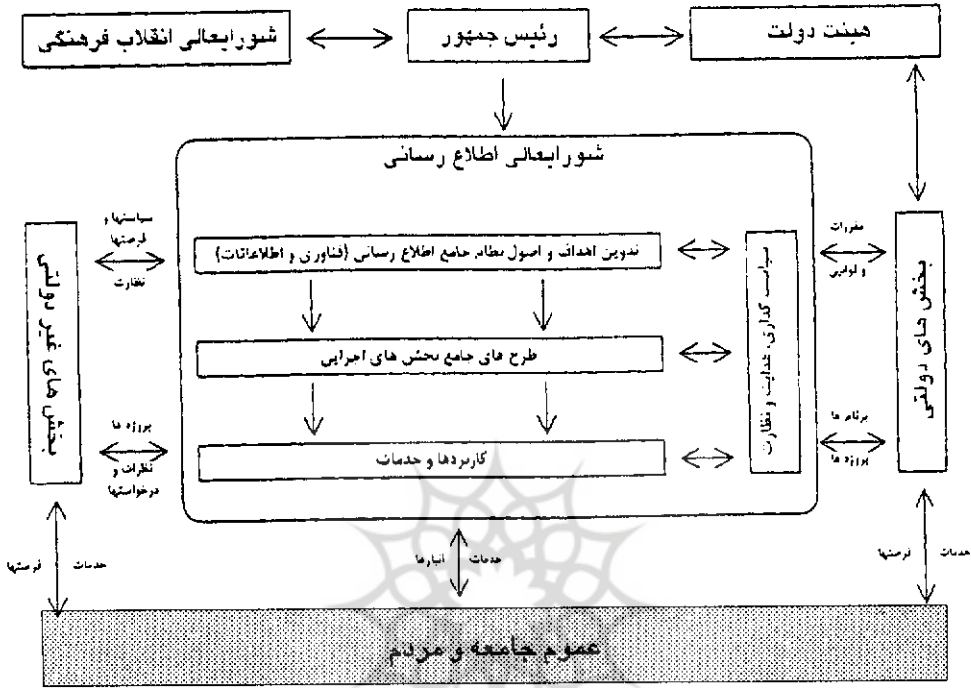 هیئت دولت
رئیس جمهور
شورایعالی انقلاب فرهنگی
شورایعالی اطلاع رسانی
تدوین اهداف و اصول نظام جامع اطلاع رسانی (فناوری و اطلاعات)
طرح های جامع بخش های اجرایی
کاربردها و خدمات
سیاست گذاری، هدایت و نظارت
بخش های دولتی
مقررات
و قوانین
برنامه ها
پروژه ها
بخش های غیر دولتی
سیاستها و
فرصتها
نظارت
پروژه ها
نظرات و
درخواستها
خدمات
فرصتها
خدمات
خدمات
فرصتها
عموم جامعه و مردم